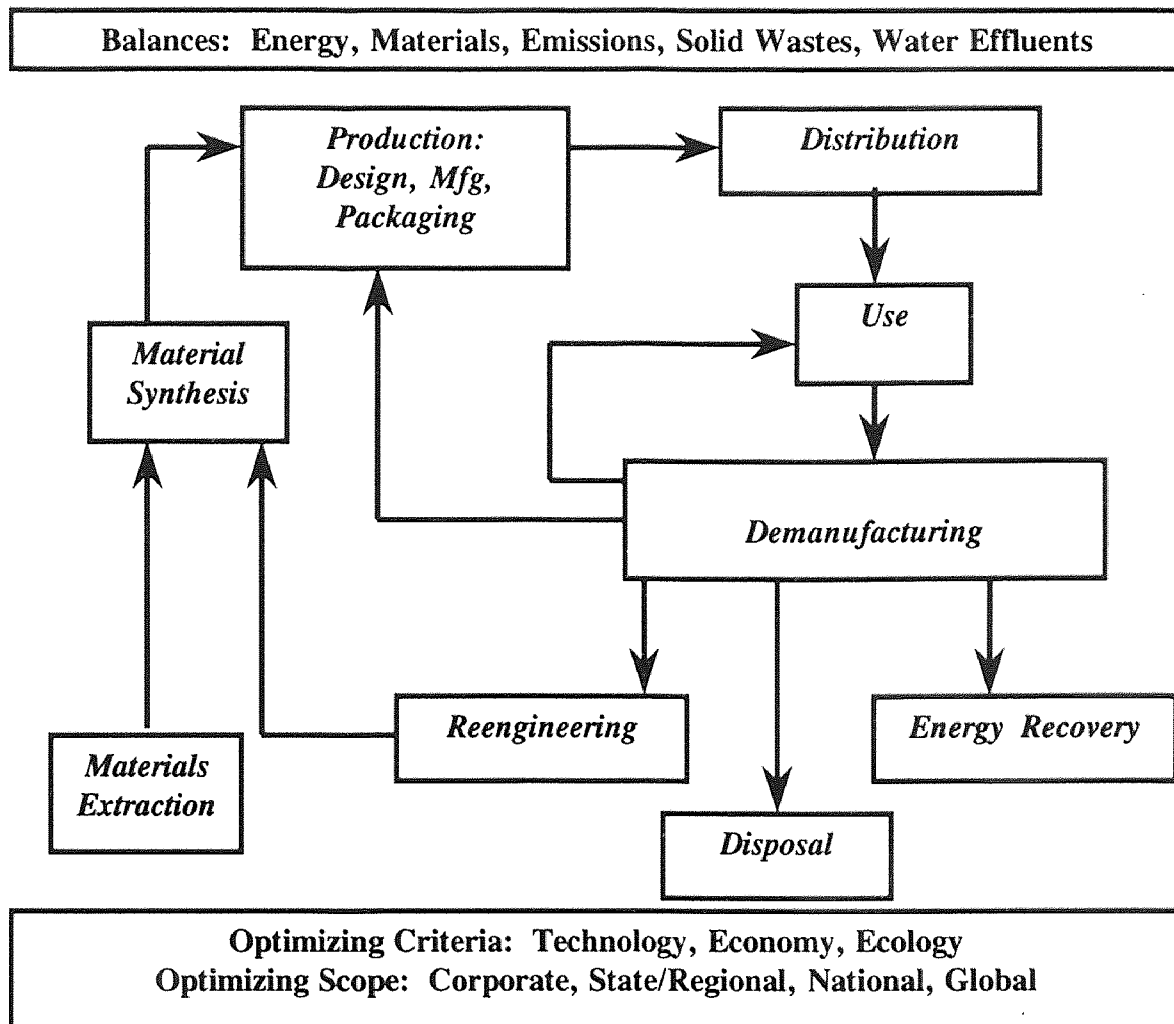 Balances: Energy, Materials, Emissions, Solid Wastes, Water Effluents
Production:
Design, Mfg,
Packaging
Distribution
Use
Material
Synthesis
Demanufacturing
Reengineering
Energy Recovery
Materials
Extraction
Disposal
Optimizing Criteria: Technology, Economy, Ecology
Optimizing Scope: Corporate, State/Regional, National, Global